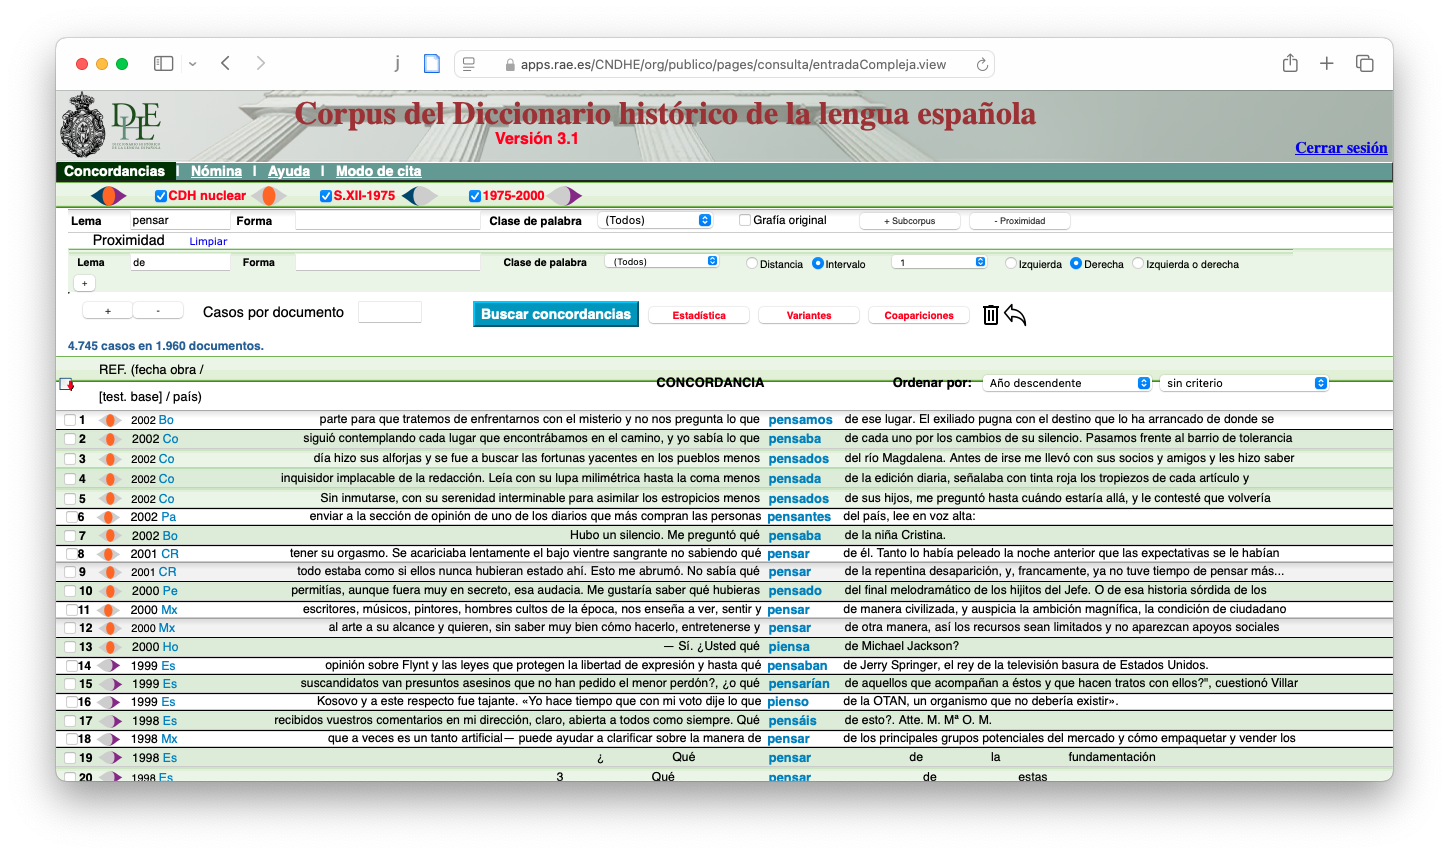 j
apps.rae.es/CNDHE/org/publico/pages/consulta/entradaCompleja.view
Corpus del Diccionario histórico de la lengua española
Versión 3.1
Cerrar sesión
Concordancias | Nómina | Ayuda | Modo de cita
CDH nuclear S.XII-1975 1975-2000
Lema pensar Forma Clase de palabra (Todos) Grafía original + Subcorpus - Proximidad
Proximidad Limpiar
Lema de Forma Clase de palabra (Todos) Distancia Intervalo 1 Izquierda Derecha Izquierda o derecha
+
+ - Casos por documento Buscar concordancias Estadística Variantes Coapariciones
4.745 casos en 1.960 documentos.
REF. (fecha obra /
[test. base] / país)
CONCORDANCIA Ordenar por: Año descendente sin criterio
1 2002 Bo parte para que tratemos de enfrentarnos con el misterio y no nos pregunta lo que pensamos de ese lugar. El exiliado pugna con el destino que lo ha arrancado de donde se
2 2002 Co siguió contemplando cada lugar que encontrábamos en el camino, y yo sabía lo que pensaba de cada uno por los cambios de su silencio. Pasamos frente al barrio de tolerancia
3 2002 Co día hizo sus alforjas y se fue a buscar las fortunas yacentes en los pueblos menos pensados del río Magdalena. Antes de irse me llevó con sus socios y amigos y les hizo saber
4 2002 Co inquisidor implacable de la redacción. Leía con su lupa milimétrica hasta la coma menos pensada de la edición diaria, señalaba con tinta roja los tropiezos de cada artículo y
5 2002 Co Sin inmutarse, con su serenidad interminable para asimilar los estropicios menos pensados de sus hijos, me preguntó hasta cuándo estaría allá, y le contesté que volvería
6 2002 Pa enviar a la sección de opinión de uno de los diarios que más compran las personas pensantes del país, lee en voz alta:
7 2002 Bo Hubo un silencio. Me preguntó qué pensaba de la niña Cristina.
8 2001 CR tener su orgasmo. Se acariciaba lentamente el bajo vientre sangrante no sabiendo qué pensar de él. Tanto lo había peleado la noche anterior que las expectativas se le habían
9 2001 CR todo estaba como si ellos nunca hubieran estado ahí. Esto me abrumó. No sabía qué pensar de la repentina desaparición, y, francamente, ya no tuve tiempo de pensar más...
10 2000 Pe permitías, aunque fuera muy en secreto, esa audacia. Me gustaría saber qué hubieras pensado del final melodramático de los hijitos del Jefe. O de esa historia sórdida de los
11 2000 Mx escritores, músicos, pintores, hombres cultos de la época, nos enseña a ver, sentir y pensar de manera civilizada, y auspicia la ambición magnífica, la condición de ciudadano
12 2000 Mx al arte a su alcance y quieren, sin saber muy bien cómo hacerlo, entretenerse y pensar de otra manera, así los recursos sean limitados y no aparezcan apoyos sociales
13 2000 Ho — Sí. ¿Usted qué piensa de Michael Jackson?
14 1999 Es opinión sobre Flynt y las leyes que protegen la libertad de expresión y hasta qué pensaban de Jerry Springer, el rey de la televisión basura de Estados Unidos.
15 1999 Es suscandidatos van presuntos asesinos que no han pedido el menor perdón?, ¿o qué pensarían de aquellos que acompañan a éstos y que hacen tratos con ellos?", cuestionó Villar
16 1999 Es Kosovo y a este respecto fue tajante. «Yo hace tiempo que con mi voto dije lo que pienso de la OTAN, un organismo que no debería existir».
17 1998 Es recibidos vuestros comentarios en mi dirección, claro, abierta a todos como siempre. Qué pensáis de esto?. Atte. M. Mª O. M.
18 1998 Mx que a veces es un tanto artificial— puede ayudar a clarificar sobre la manera de pensar de los principales grupos potenciales del mercado y cómo empaquetar y vender los
19 1998 Es ¿ Qué pensar de la fundamentación
20 1998 Es 3 Qué pensar de estas